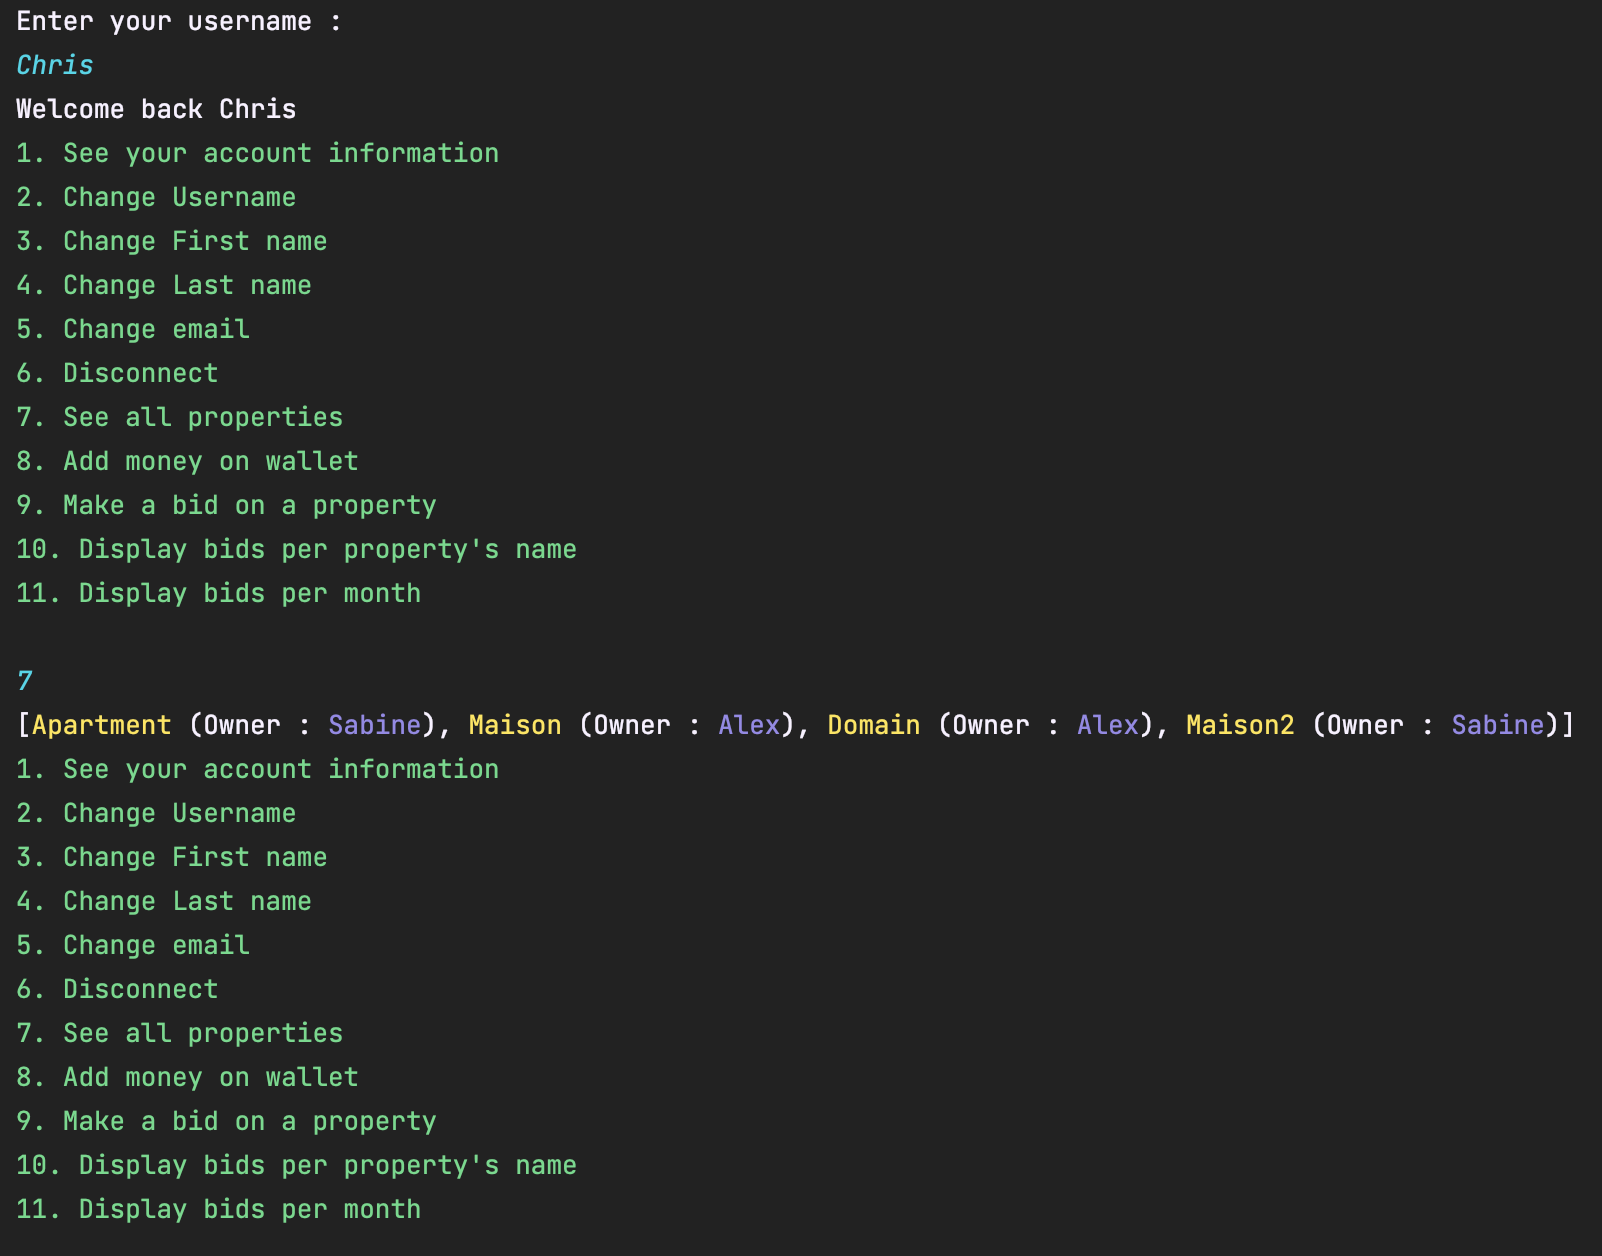 Enter your username :
Chris
Welcome back Chris
1. See your account information
2. Change Username
3. Change First name
4. Change Last name
5. Change email
6. Disconnect
7. See all properties
8. Add money on wallet
9. Make a bid on a property
10. Display bids per property's name
11. Display bids per month
7
[Apartment (Owner : Sabine), Maison (Owner : Alex), Domain (Owner : Alex), Maison2 (Owner : Sabine)]
1. See your account information
2. Change Username
3. Change First name
4. Change Last name
5. Change email
6. Disconnect
7. See all properties
8. Add money on wallet
9. Make a bid on a property
10. Display bids per property's name
11. Display bids per month